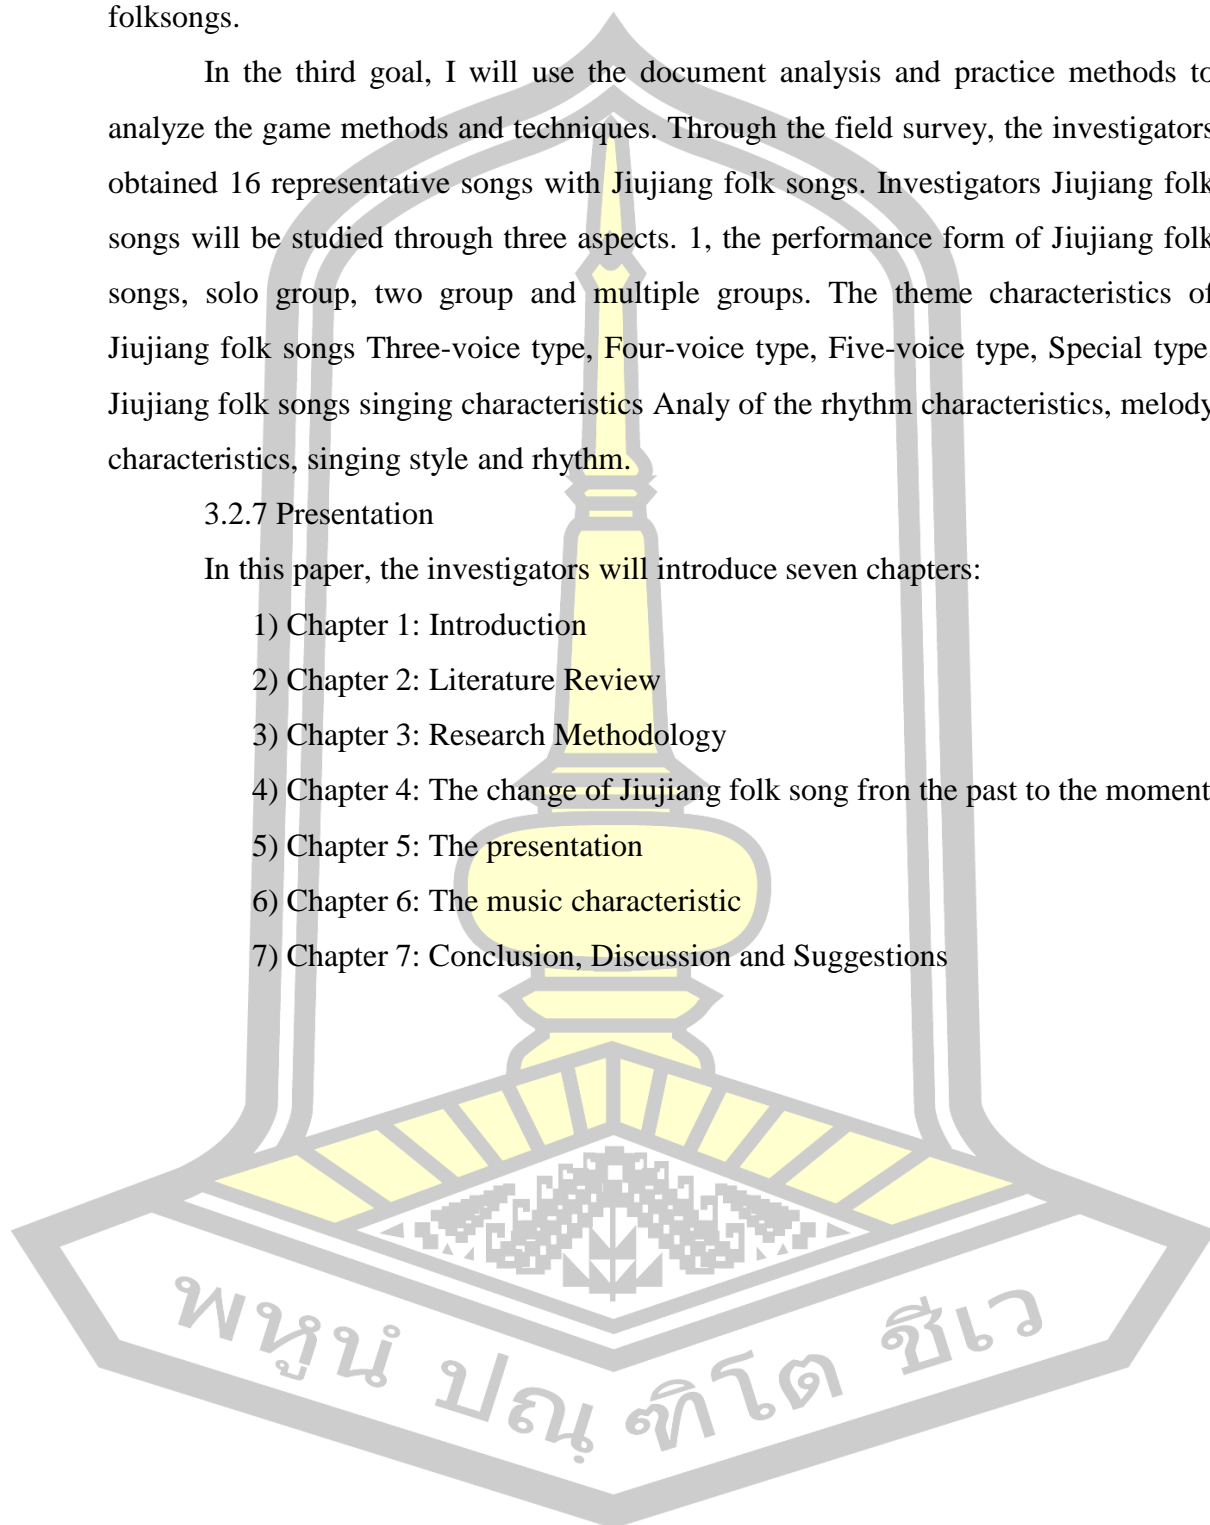 folksongs.
In the third goal, I will use the document analysis and practice methods to
analyze the game methods and techniques. Through the field survey, the investigators
obtained 16 representative songs with Jiujiang folk songs. Investigators Jiujiang folk
songs will be studied through three aspects. 1, the performance form of Jiujiang folk
songs, solo group, two group and multiple groups. The theme characteristics of
Jiujiang folk songs Three-voice type, Four-voice type, Five-voice type, Special type.
Jiujiang folk songs singing characteristics Analy of the rhythm characteristics, melody
characteristics, singing style and rhythm.
3.2.7 Presentation
In this paper, the investigators will introduce seven chapters:
1) Chapter 1: Introduction
2) Chapter 2: Literature Review
3) Chapter 3: Research Methodology
4) Chapter 4: The change of Jiujiang folk song fron the past to the moment
5) Chapter 5: The presentation
6) Chapter 6: The music characteristic
7) Chapter 7: Conclusion, Discussion and Suggestions
พหูนํ ปณฺฑิโต ชีเว